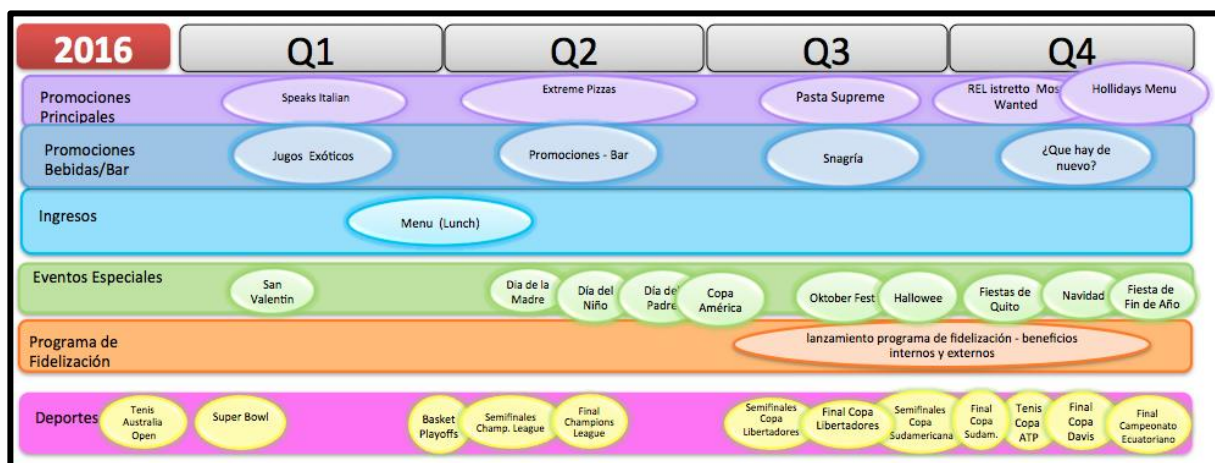 2016
Q1
Q2
Q3
Q4
Promociones
Principales
Speaks Italian
Extreme Pizzas
Pasta Supreme
REL istretto Mos
Wanted
Hollidays Menu
Promociones
Bebidas/Bar
Jugos Exóticos
Promociones - Bar
Snagría
¿Que hay de
nuevo?
Ingresos
Menu (Lunch)
Eventos Especiales
San
Valentin
Dia de la
Madre
Día del
Niño
Día del
Padre
Copa
América
Oktober Fest
Hallowee
Fiestas de
Quito
Navidad
Fiesta de
Fin de Año
Programa de
Fidelización
lanzamiento programa de fidelización - beneficios
internos y externos
Deportes
Tenis
Australia
Open
Super Bowl
Basket
Playoffs
Semifinales
Champ. League
Final
Champions
League
Semifinales
Copa
Libertadores
Final Copa
Libertadores
Semifinales
Copa
Sudamericana
Final
Copa
Sudam.
Tenis
Copa
ATP
Final
Copa
Davis
Final
Campeonato
Ecuatoriano